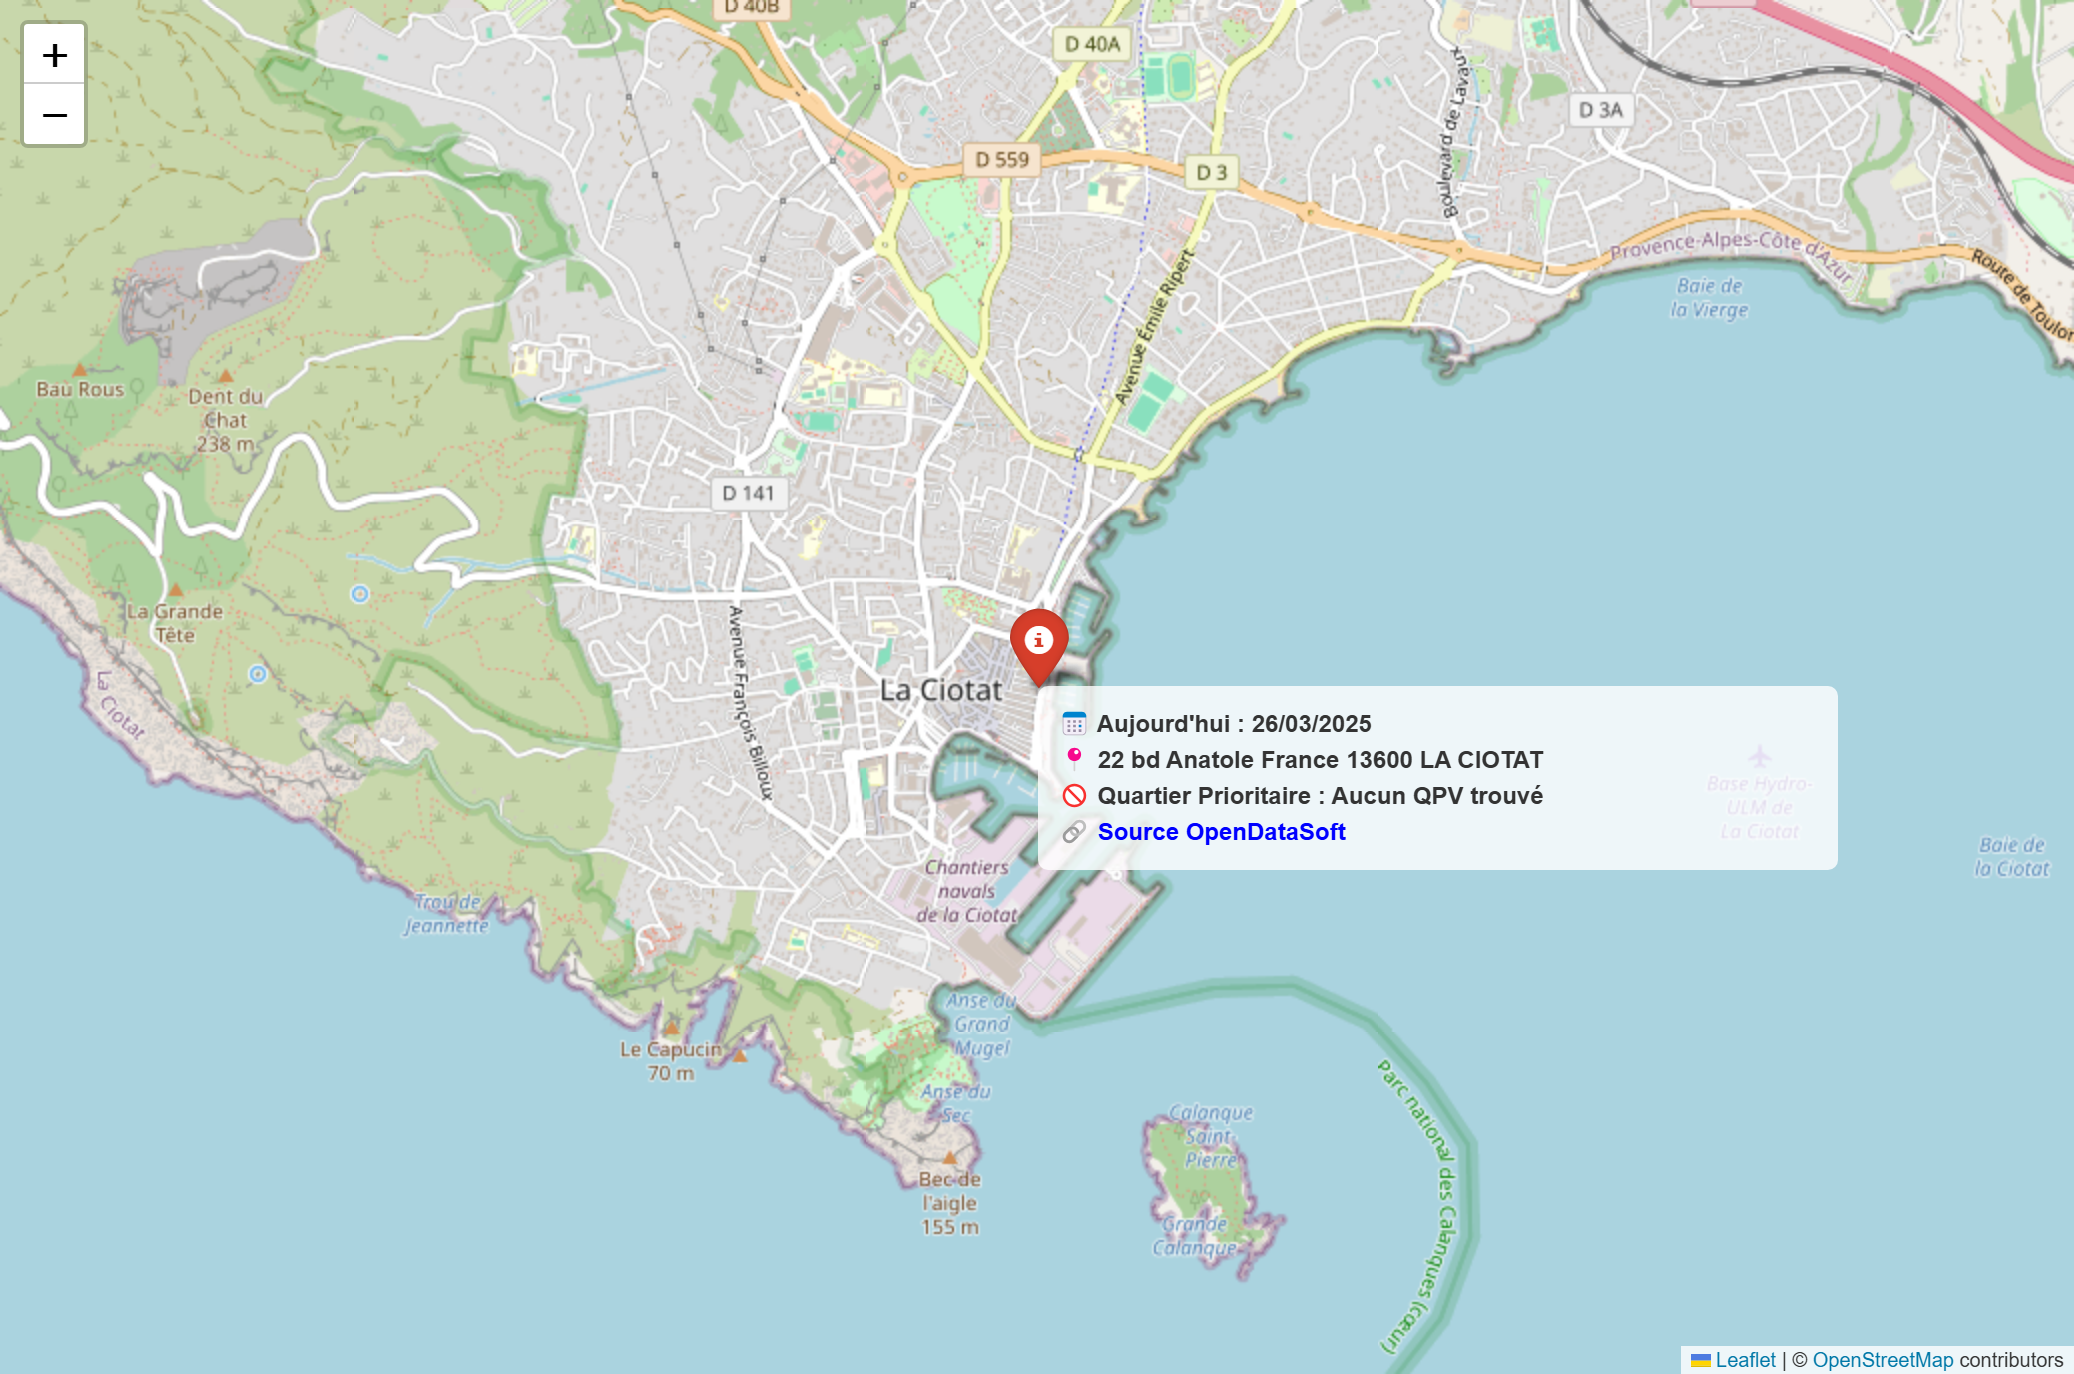 +
−
D 40B
D 40A
D 559
D 3
D 3A
Boulevard de Lavaux
Provence-Alpes-Côte d'Azur
Route de Toulon
Baie de
la Vierge
Avenue Émile Ripert
Baù Rous
Dent du
Chat
238 m
D 141
La Grande
Tête
La Ciotat
Avenue François Billoux
La Ciotat
Aujourd'hui : 26/03/2025
22 bd Anatole France 13600 LA CIOTAT
Quartier Prioritaire : Aucun QPV trouvé
Source OpenDataSoft
Base Hydro-
ULM de
La Ciotat
Baie de
la Ciotat
Chantiers
navals
de la Ciotat
Trou de
Jeannette
Anse du
Grand
Mugel
Le Capucin
70 m
Anse du
Sec
Bec de
l'aigle
155 m
Calanque
Saint-
Pierre
Grande
Calanque
Parc national des Calanques (cœur)
Leaflet | © OpenStreetMap contributors